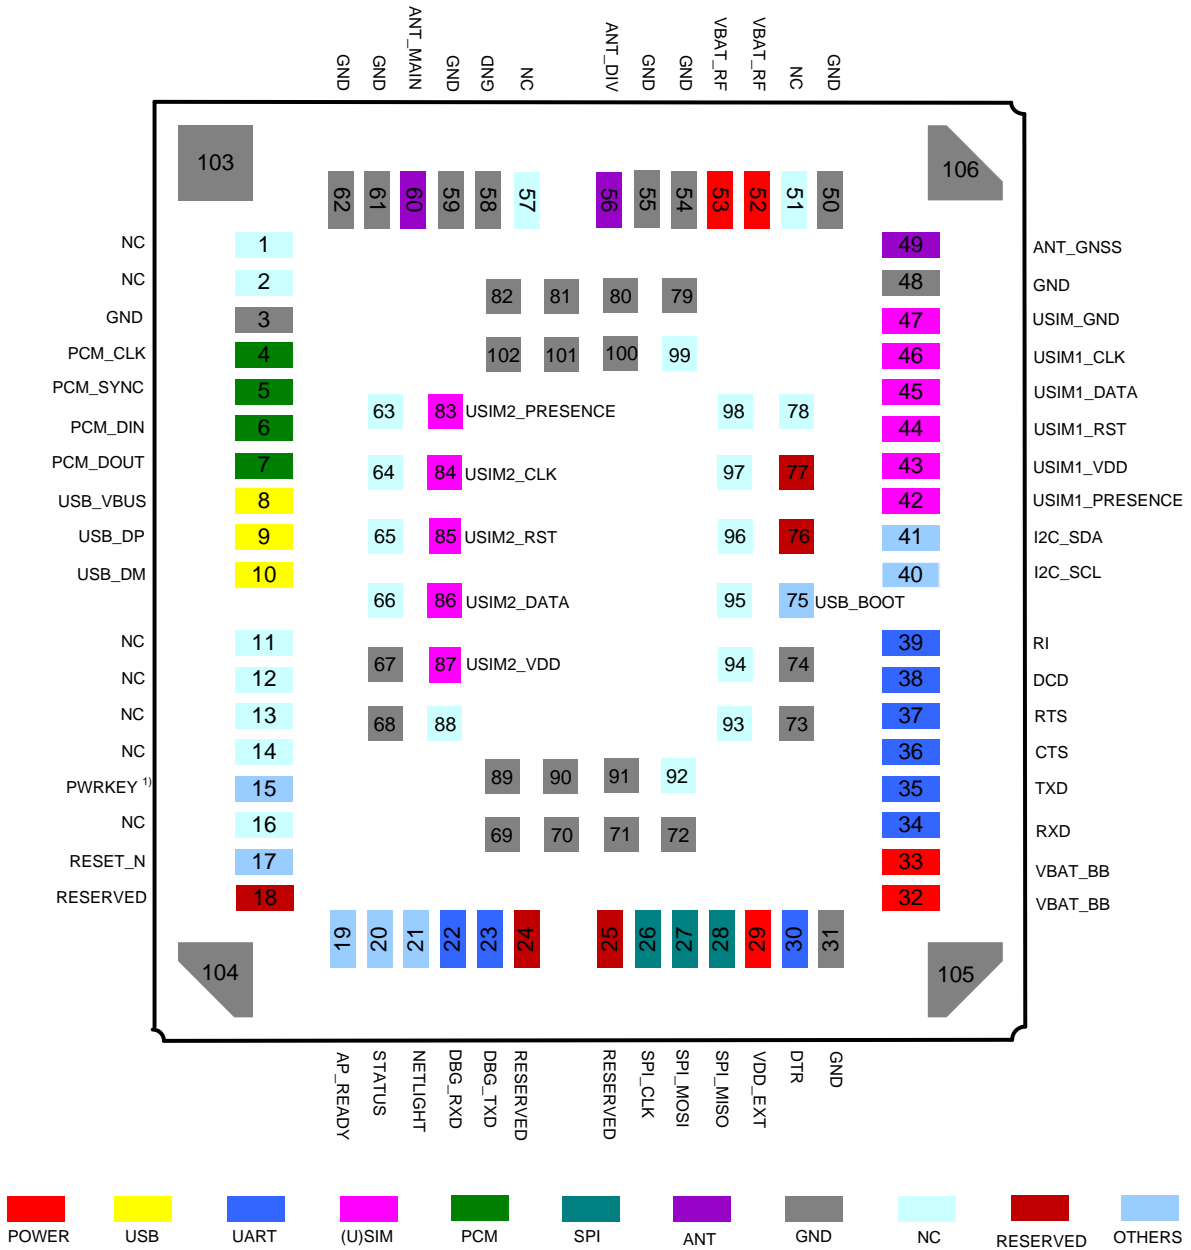 GND
GND
ANT_MAIN
GND
GND
NC
ANT_DIV
GND
GND
VBAT_RF
VBAT_RF
NC
GND
103
62
61
60
59
58
57
56
55
54
53
52
51
50
106
NC 1
NC 2
GND 3
PCM_CLK 4
PCM_SYNC 5
PCM_DIN 6
PCM_DOUT 7
USB_VBUS 8
USB_DP 9
USB_DM 10
NC 11
NC 12
NC 13
NC 14
PWRKEY 1) 15
NC 16
RESET_N 17
RESERVED 18
82 81 80 79
102 101 100 99
63 83 USIM2_PRESENCE
64 84 USIM2_CLK
65 85 USIM2_RST
66 86 USIM2_DATA
67 87 USIM2_VDD
68 88
98 78
97 77
96 76
95 75 USB_BOOT
94 74
93 73
89 90 91 92
69 70 71 72
49 ANT_GNSS
48 GND
47 USIM_GND
46 USIM1_CLK
45 USIM1_DATA
44 USIM1_RST
43 USIM1_VDD
42 USIM1_PRESENCE
41 I2C_SDA
40 I2C_SCL
39 RI
38 DCD
37 RTS
36 CTS
35 TXD
34 RXD
33 VBAT_BB
32 VBAT_BB
104
19
20
21
22
23
24
25
26
27
28
29
30
31
105
AP_READY
STATUS
NETLIGHT
DBG_RXD
DBG_TXD
RESERVED
RESERVED
SPI_CLK
SPI_MOSI
SPI_MISO
VDD_EXT
DTR
GND
POWER
USB
UART
(U)SIM
PCM
SPI
ANT
GND
NC
RESERVED
OTHERS